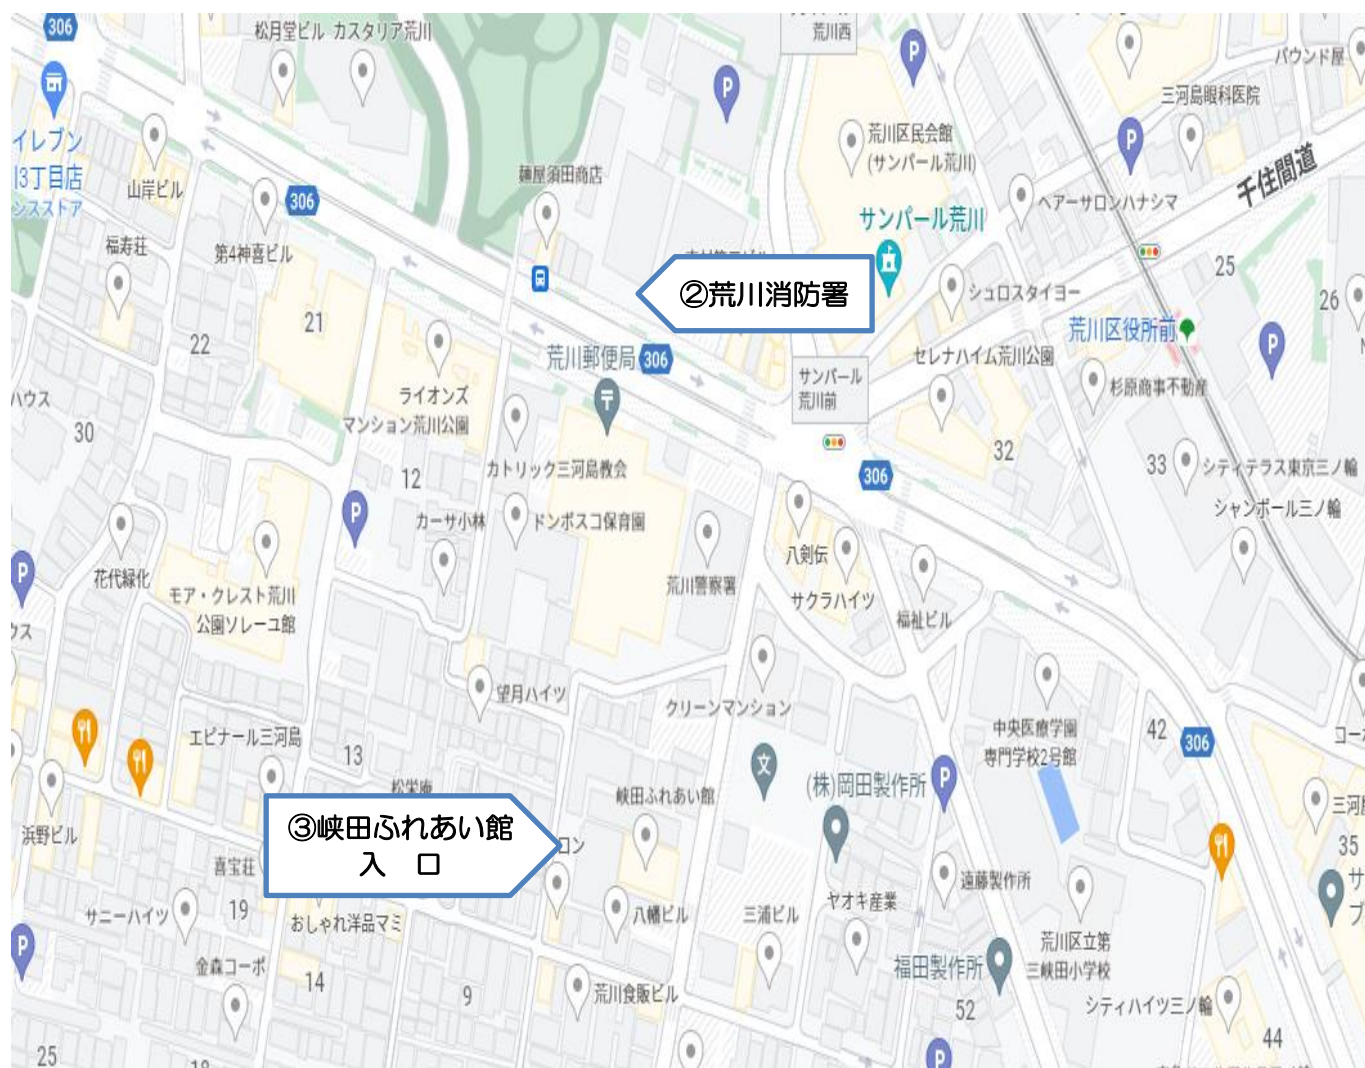 306
松月堂ビル
カスタリア荒川
荒川西
P
P
パウンド屋
三河島眼科医院
イレブン
3丁目店
ンスストア
山岸ビル
荒川区民会館
(サンパール荒川)
P
千住間道
麺屋須田商店
306
ヘアーサロンハナシマ
サンパール荒川
福寿荘
第4神喜ビル
②荒川消防署
シュロスタイヨー
25
26
21
22
荒川郵便局
306
荒川区役所前
P
セレナハイム荒川公園
杉原商事不動産
サンパール
荒川前
ハウス
ライオンズ
マンション荒川公園
30
12
カトリック三河島教会
306
32
33
シティテラス東京三ノ輪
シャンボール三ノ輪
P
カーサ小林
ドンボスコ保育園
八剣伝
荒川警察署
サクラハイツ
福祉ビル
P
花代緑化
モア・クレスト荒川
公園ソレーユ館
ウス
望月ハイツ
クリーンマンション
中央医療学園
専門学校2号館
42
306
コーポ
エピナール三河島
13
松栄庵
文
(株)岡田製作所
P
峡田ふれあい館
③峡田ふれあい館
入 口
ロン
浜野ビル
喜宝荘
三河島
35
サ
プ
遠藤製作所
ヤオキ産業
サニーハイツ
19
おしゃれ洋品マミ
八幡ビル
三浦ビル
P
荒川区立第
三峡田小学校
福田製作所
金森コーポ
14
9
荒川食販ビル
52
シティハイツ三ノ輪
44
25
18
P